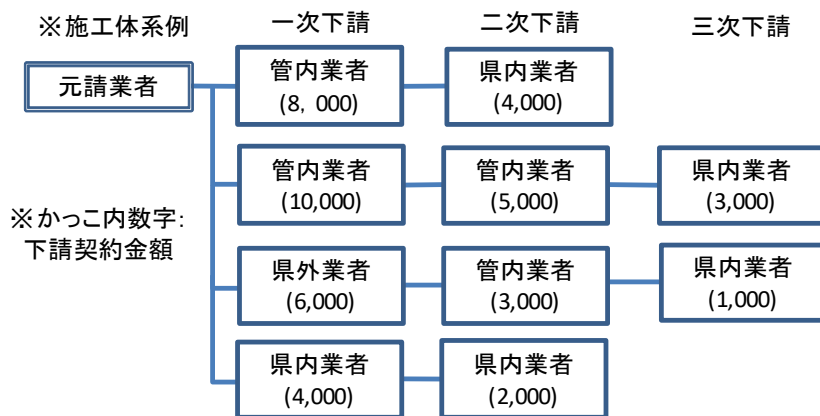 ※施工体系例
一次下請
二次下請
三次下請
元請業者
管内業者
(8，000)
県内業者
(4,000)
管内業者
(10,000)
管内業者
(5,000)
県内業者
(3,000)
※かっこ内数字：
下請契約金額
県外業者
(6,000)
管内業者
(3,000)
県内業者
(1,000)
県内業者
(4,000)
県内業者
(2,000)